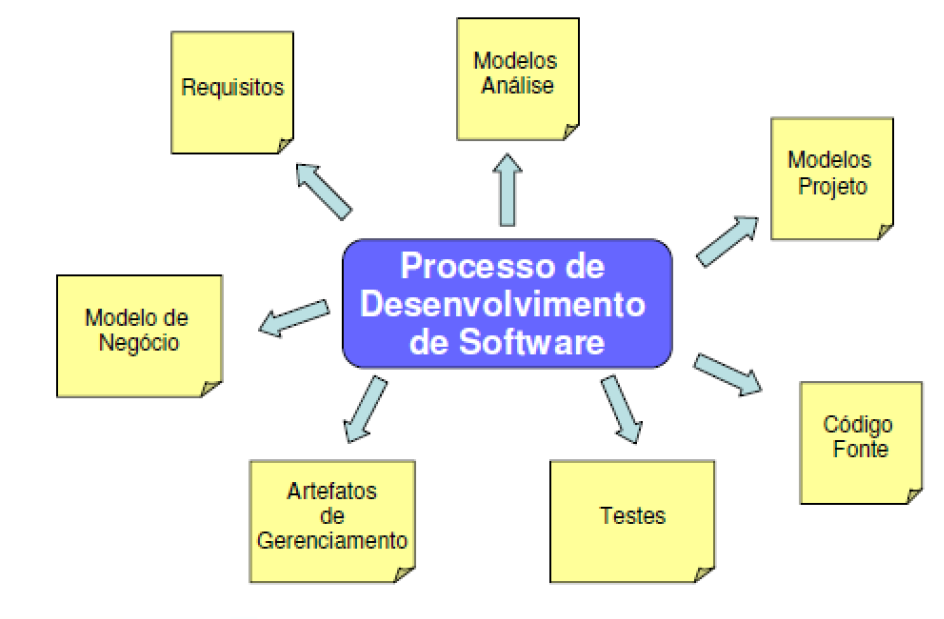 Requisitos
Modelos
Análise
Modelos
Projeto
Processo de
Desenvolvimento
de Software
Modelo de
Negócio
Código
Fonte
Artefatos
de
Gerenciamento
Testes